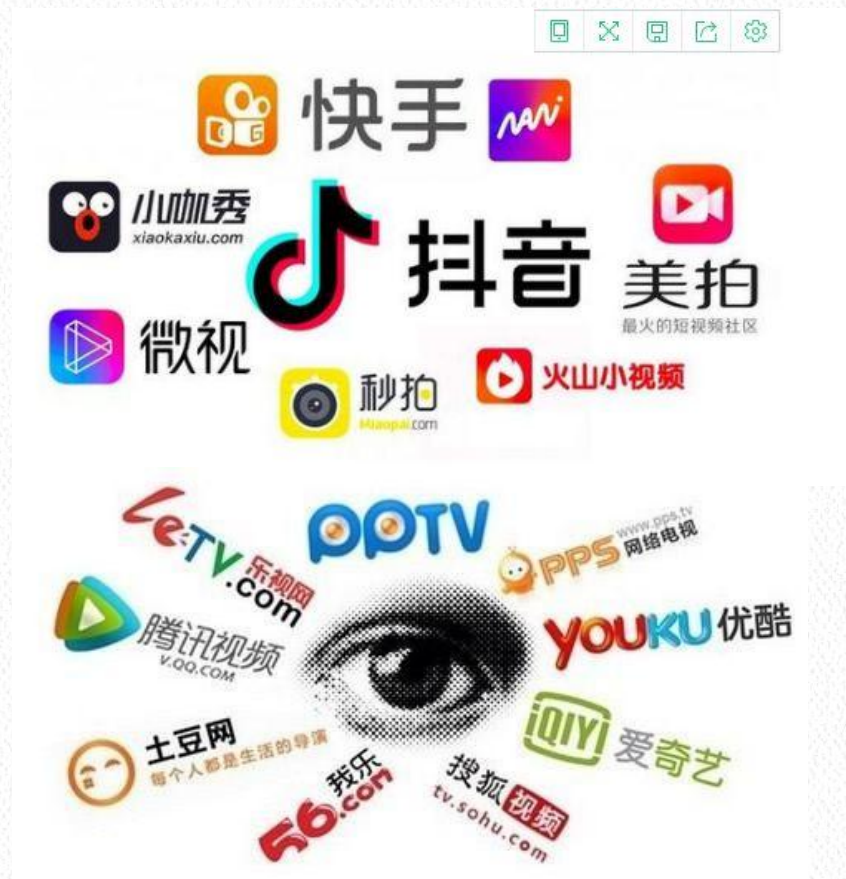 快手
NANi
小咖秀
xiaokaxiu.com
抖音
美拍
最火的短视频社区
微视
秒拍
Miaopai.com
火山小视频
LeTV
乐视网
.com
PPTV
www.pps.tv
PPS 网络电视
腾讯视频
V.QQ.COM
YOUKU 优酷
土豆网
每个人都是生活的导演
iQIYI 爱奇艺
我乐
56.com
搜狐视频
tv.sohu.com